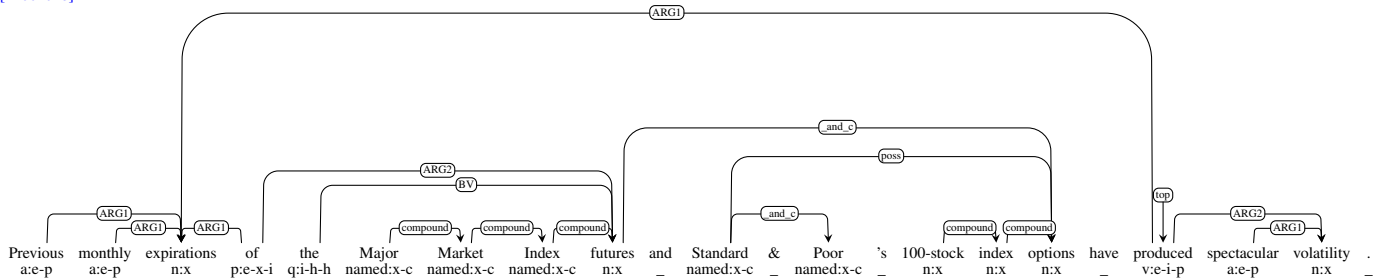 ARG1
_and_c
poss
ARG2
BV
top
ARG1 _and_c ARG2
ARG1 ARG1 compound compound compound compound compound ARG1
Previous monthly expirations of the Major Market Index futures and Standard & Poor 's 100-stock index options have produced spectacular volatility .
a:e-p a:e-p n:x p:e-x-i q:i-h-h named:x-c named:x-c named:x-c n:x _ named:x-c _ named:x-c _ n:x n:x n:x _ v:e-i-p a:e-p n:x _